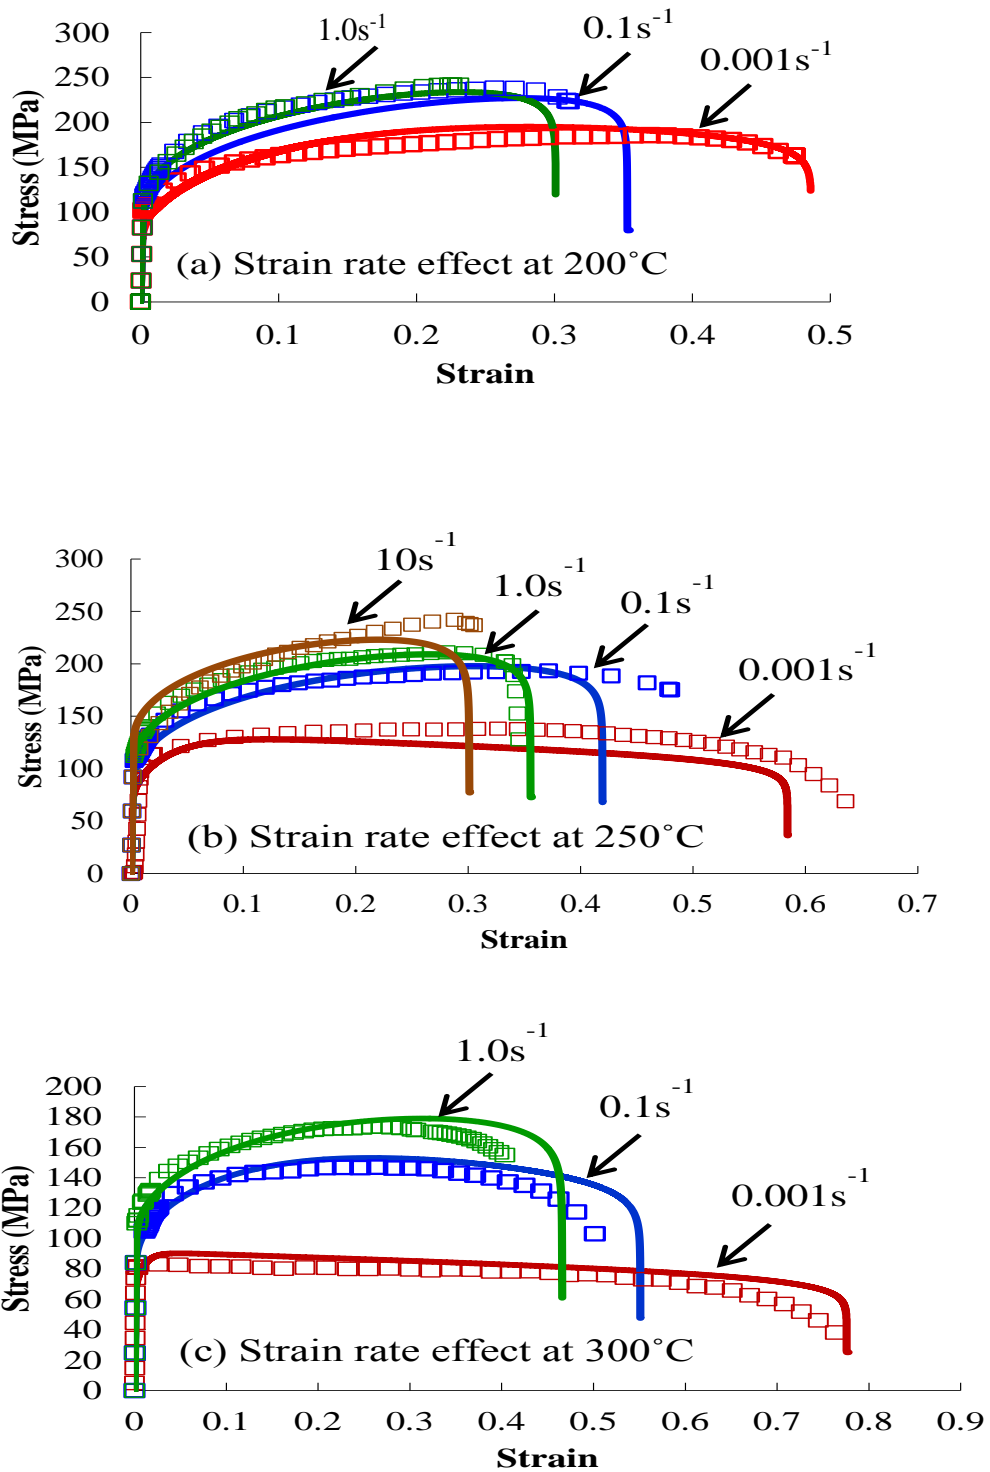 300
250
200
150
100
50
0
Stress (MPa)
1.0s⁻¹
0.1s⁻¹
0.001s⁻¹
(a) Strain rate effect at 200˚C
0 0.1 0.2 0.3 0.4 0.5
Strain
300
250
200
150
100
50
0
Stress (MPa)
10s⁻¹
1.0s⁻¹
0.1s⁻¹
0.001s⁻¹
(b) Strain rate effect at 250˚C
0 0.1 0.2 0.3 0.4 0.5 0.6 0.7
Strain
200
180
160
140
120
100
80
60
40
20
0
Stress (MPa)
1.0s⁻¹
0.1s⁻¹
0.001s⁻¹
(c) Strain rate effect at 300˚C
0 0.1 0.2 0.3 0.4 0.5 0.6 0.7 0.8 0.9
Strain